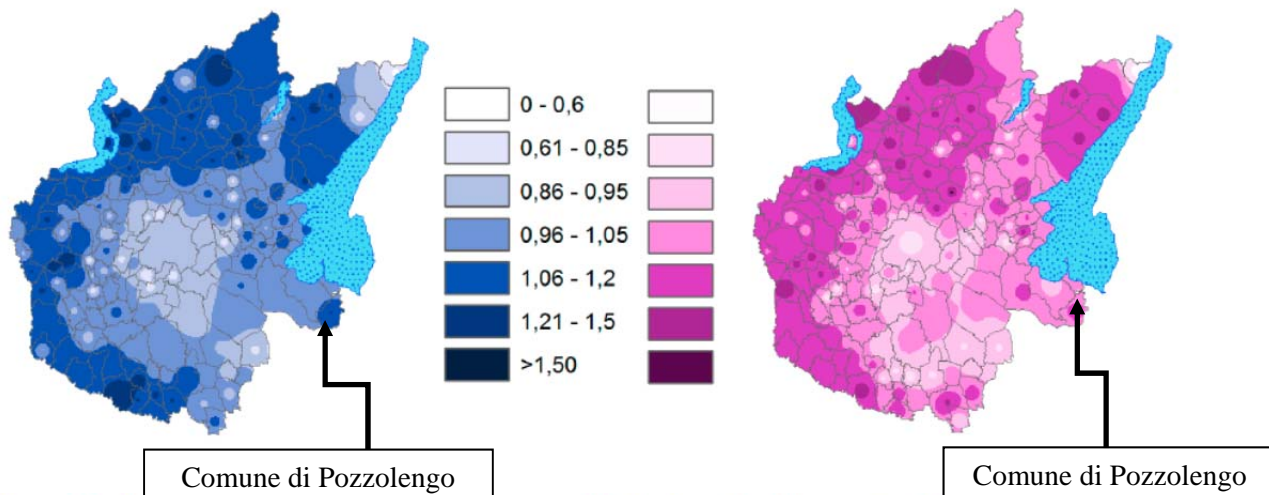 0 - 0,6
0,61 - 0,85
0,86 - 0,95
0,96 - 1,05
1,06 - 1,2
1,21 - 1,5
>1,50
Comune di Pozzolengo
Comune di Pozzolengo